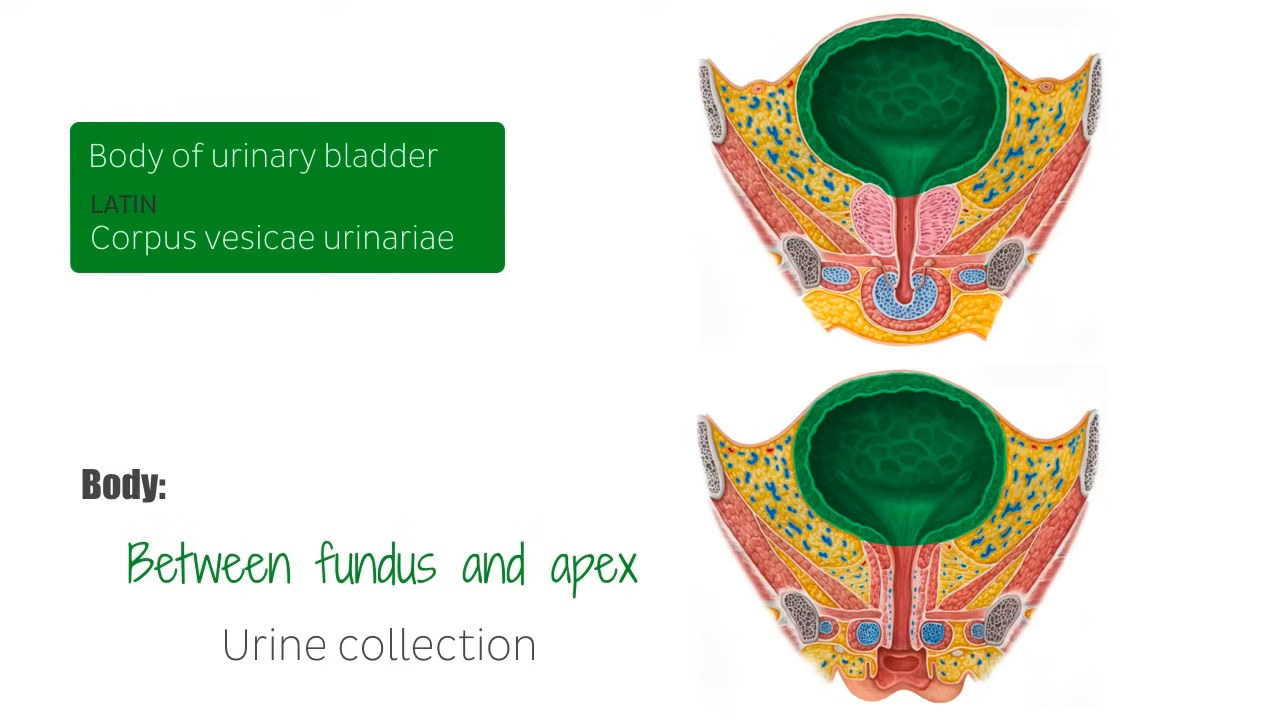 Body of urinary bladder
LATIN
Corpus vesicae urinariae
Body:
Between fundus and apex
Urine collection